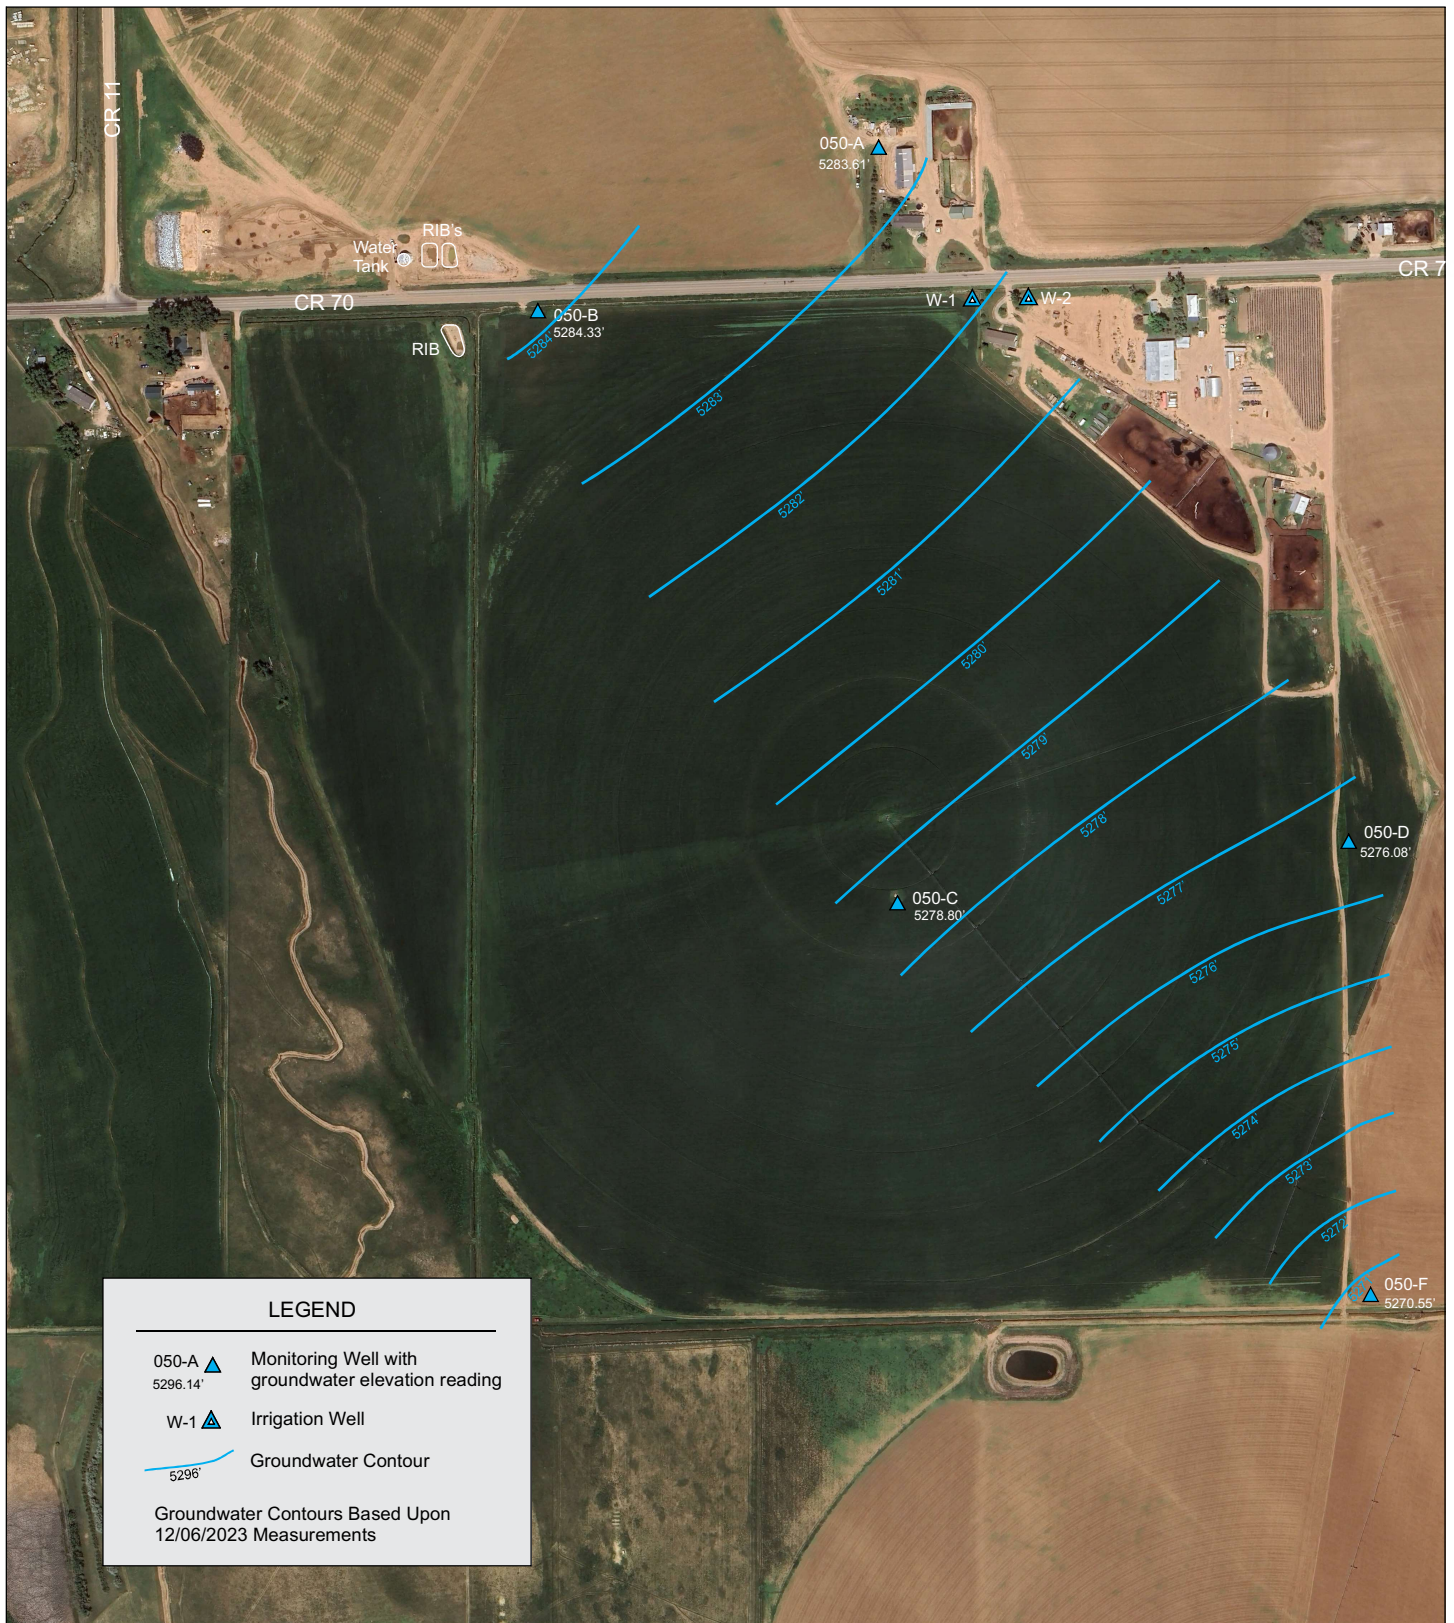 CR 11
050-A
5283.61'
RIB's
Water
Tank
CR 7
CR 70
W-1
W-2
050-B
5284.33'
5284'
RIB
5283'
5282'
5281'
5280'
5279'
5278'
050-D
5276.08'
5277'
050-C
5278.80'
5276'
5275'
5274'
5273'
5272'
050-F
5270.55'
LEGEND
050-A
5296.14'
Monitoring Well with
groundwater elevation reading
W-1
Irrigation Well
5296'
Groundwater Contour
Groundwater Contours Based Upon
12/06/2023 Measurements